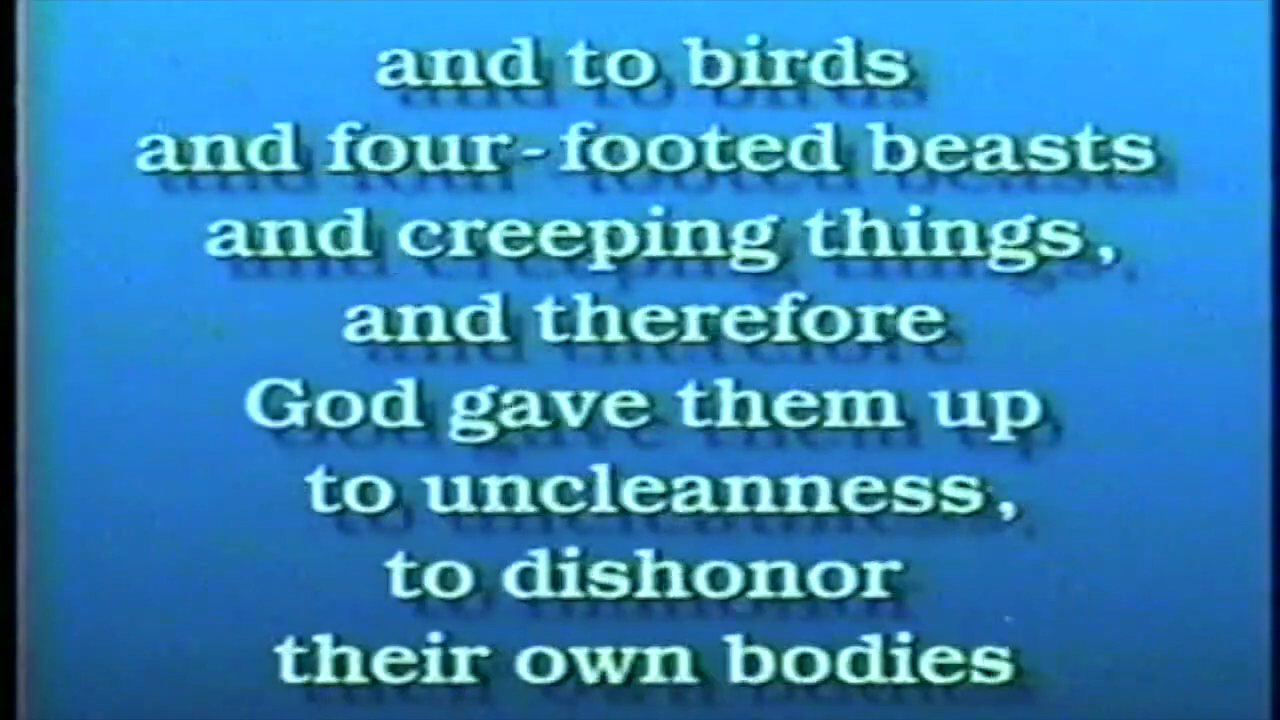 and to birds
and four-footed beasts
and creeping things,
and therefore
God gave them up
to uncleanness,
to dishonor
their own bodies